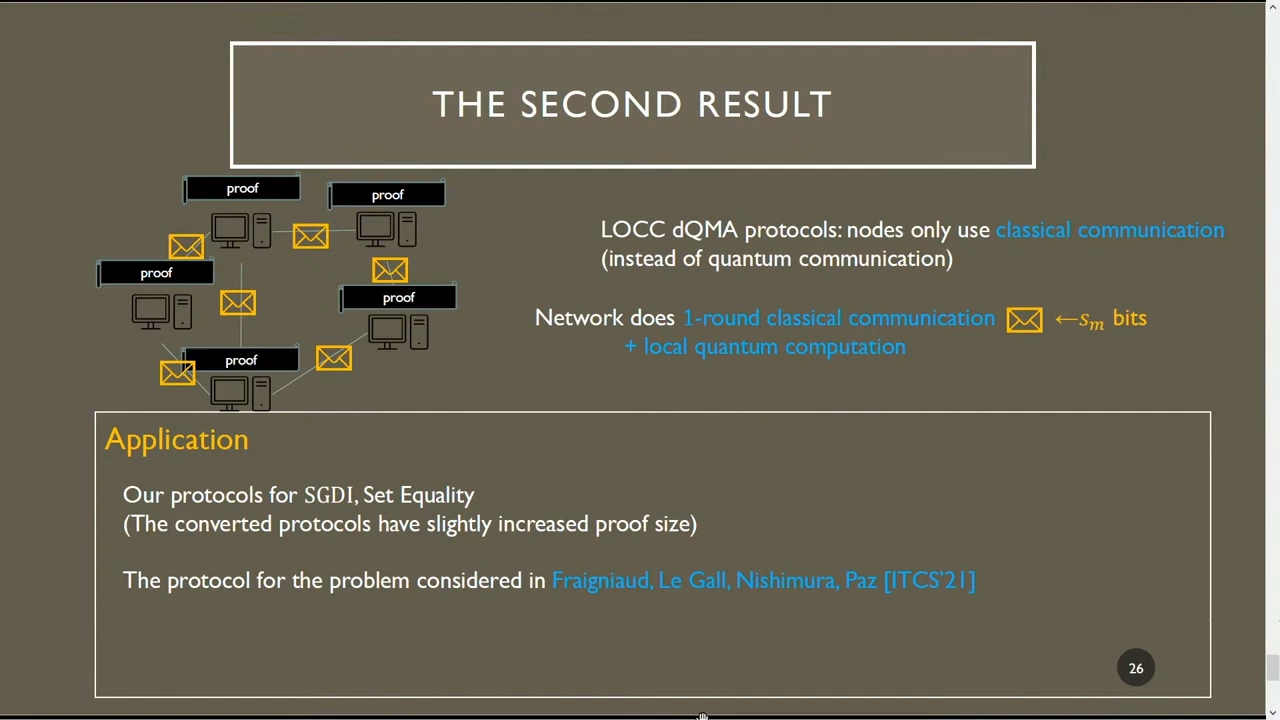 THE SECOND RESULT
proof
proof
proof
proof
proof
LOCC dQMA protocols: nodes only use classical communication
(instead of quantum communication)
Network does 1-round classical communication ←sₘ bits
+ local quantum computation
Application
Our protocols for SGDI, Set Equality
(The converted protocols have slightly increased proof size)
The protocol for the problem considered in Fraigniaud, Le Gall, Nishimura, Paz [ITCS'21]
26